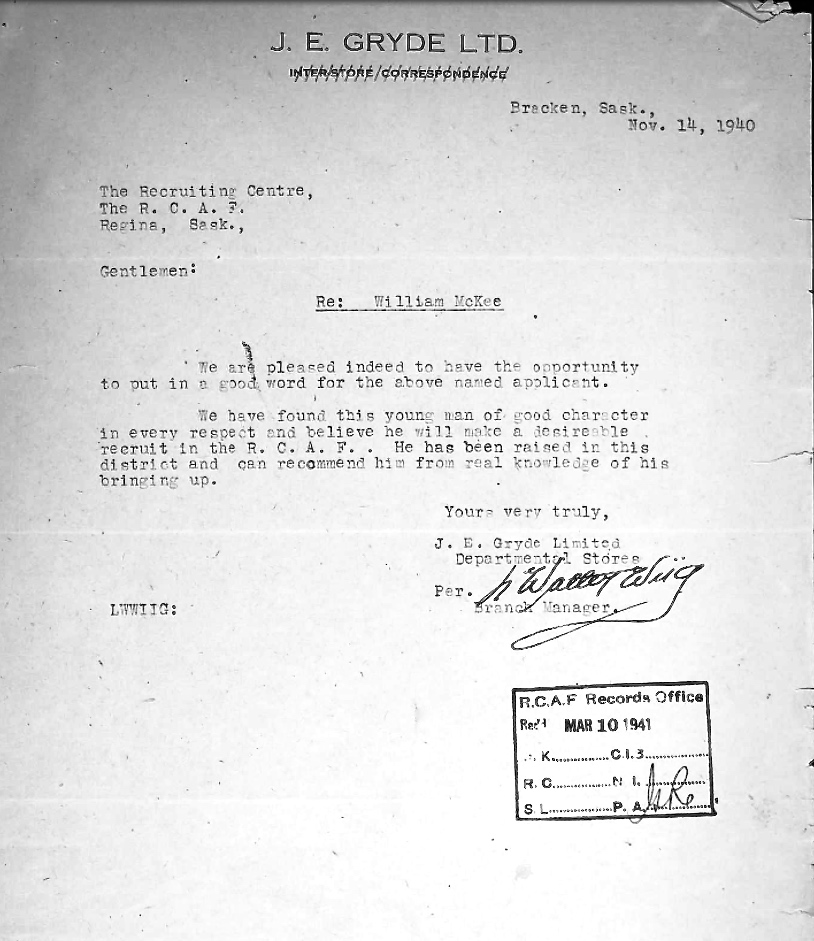 J. E. GRYDE LTD.
INTER/STORE/CORRESPONDENCE
Bracken, Sask.,
Nov. 14, 1940
The Recruiting Centre,
The R. C. A. F.
Regina, Sask.,
Gentlemen:
Re: William McKee
We are pleased indeed to have the opportunity
to put in a good word for the above named applicant.
We have found this young man of good character
in every respect and believe he will make a desireable
recruit in the R. C. A. F. . He has been raised in this
district and can recommend him from real knowledge of his
bringing up.
Yours very truly,
J. E. Gryde Limited
Departmental Stores
Per. L Walter Wiig
Branch Manager.
LWWIIG:
R.C.A.F Records Office
Rec'd MAR 10 1941
K.............. C.I.3..............
R. C.............. N I. ..............
S. L.............. P. A. ..............